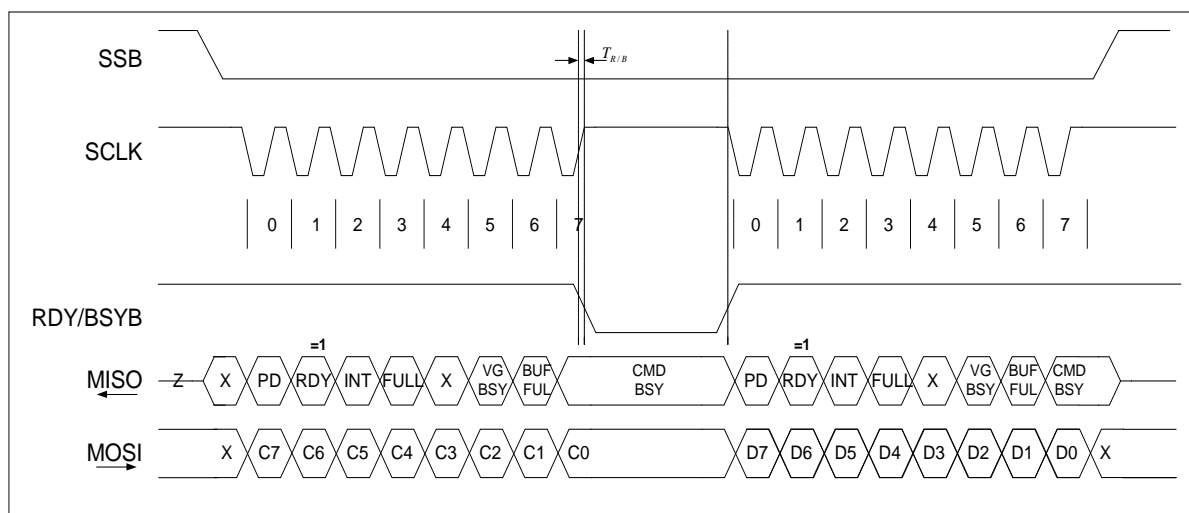 SSB
T R/B
SCLK
0 1 2 3 4 5 6 7 0 1 2 3 4 5 6 7
RDY/BSYB
=1 =1
MISO Z X PD RDY INT FULL X VG BSY BUF FUL CMD BSY PD RDY INT FULL X VG BSY BUF FUL CMD BSY
MOSI X C7 C6 C5 C4 C3 C2 C1 C0 D7 D6 D5 D4 D3 D2 D1 D0 X